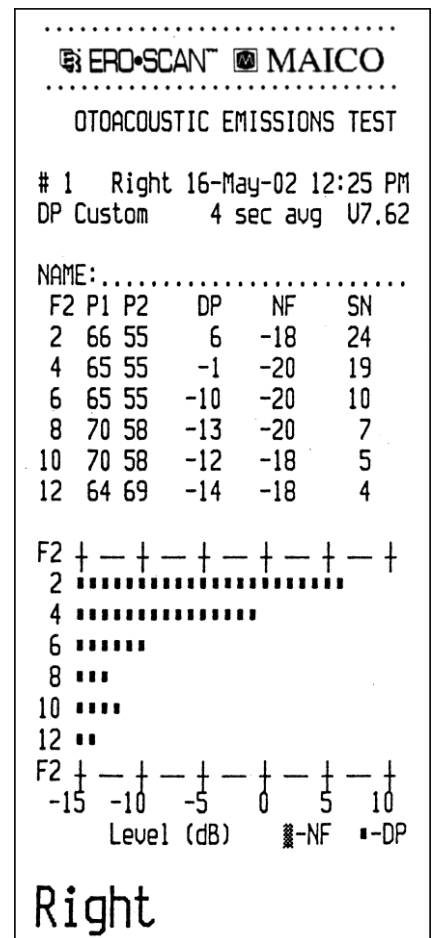 ERO•SCAN™ MAICO
OTOACOUSTIC EMISSIONS TEST
# 1 Right 16-May-02 12:25 PM
DP Custom 4 sec avg V7.62
NAME:..........................
F2 P1 P2 DP NF SN
2 66 55 6 -18 24
4 65 55 -1 -20 19
6 65 55 -10 -20 10
8 70 58 -13 -20 7
10 70 58 -12 -18 5
12 64 69 -14 -18 4
F2
2
4
6
8
10
12
F2
-15 -10 -5 0 5 10
Level (dB) -NF -DP
Right